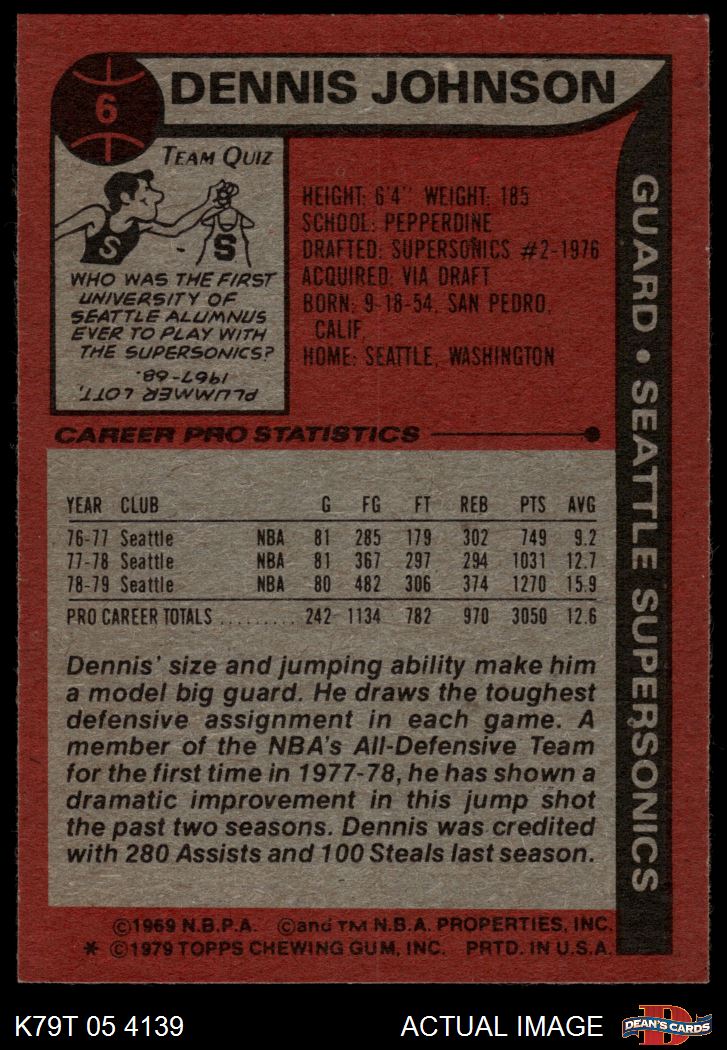 6
DENNIS JOHNSON
TEAM QUIZ
S
S
WHO WAS THE FIRST
UNIVERSITY OF
SEATTLE ALUMNUS
EVER TO PLAY WITH
THE SUPERSONICS?
PLUMMER LOTT,
1967-68.
HEIGHT: 6'4" WEIGHT: 185
SCHOOL: PEPPERDINE
DRAFTED: SUPERSONICS #2-1976
ACQUIRED: VIA DRAFT
BORN: 9-18-54, SAN PEDRO,
CALIF.
HOME: SEATTLE, WASHINGTON
GUARD • SEATTLE SUPERSONICS
CAREER PRO STATISTICS
YEAR CLUB G FG FT REB PTS AVG
76-77 Seattle NBA 81 285 179 302 749 9.2
77-78 Seattle NBA 81 367 297 294 1031 12.7
78-79 Seattle NBA 80 482 306 374 1270 15.9
PRO CAREER TOTALS ......... 242 1134 782 970 3050 12.6
Dennis' size and jumping ability make him
a model big guard. He draws the toughest
defensive assignment in each game. A
member of the NBA's All-Defensive Team
for the first time in 1977-78, he has shown a
dramatic improvement in this jump shot
the past two seasons. Dennis was credited
with 280 Assists and 100 Steals last season.
©1969 N.B.P.A. ©and TM N.B.A. PROPERTIES, INC.
* ©1979 TOPPS CHEWING GUM, INC. PRTD. IN U.S.A.
K79T 05 4139
ACTUAL IMAGE
D
DEAN'S CARDS